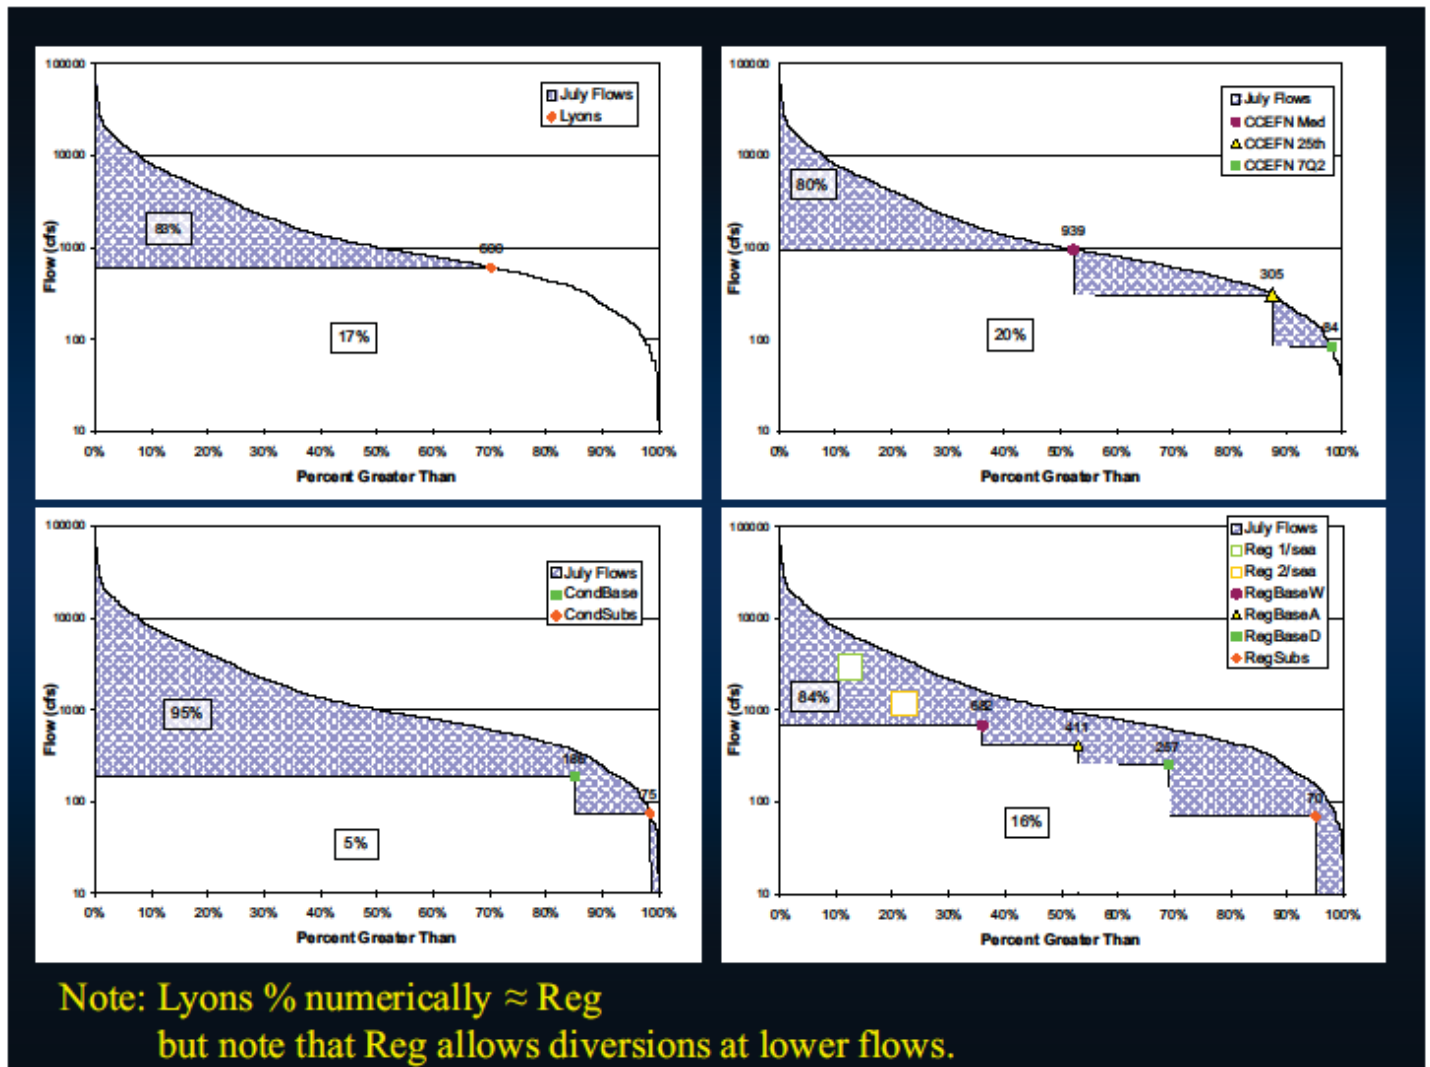 100000
10000
1000
100
10
Flow (cfs)
July Flows
Lyons
83%
17%
0% 10% 20% 30% 40% 50% 60% 70% 80% 90% 100%
Percent Greater Than
100000
10000
1000
100
10
Flow (cfs)
July Flows
CCEFN Med
CCEFN 25th
CCEFN 7Q2
80%
939
305
84
20%
0% 10% 20% 30% 40% 50% 60% 70% 80% 90% 100%
Percent Greater Than
100000
10000
1000
100
10
Flow (cfs)
July Flows
CondBase
CondSubs
95%
75
5%
0% 10% 20% 30% 40% 50% 60% 70% 80% 90% 100%
Percent Greater Than
100000
10000
1000
100
10
Flow (cfs)
July Flows
Reg 1/sea
Reg 2/sea
RegBaseW
RegBaseA
RegBaseD
RegSubs
84%
682
411
257
70
16%
0% 10% 20% 30% 40% 50% 60% 70% 80% 90% 100%
Percent Greater Than
Note: Lyons % numerically ≈ Reg
but note that Reg allows diversions at lower flows.